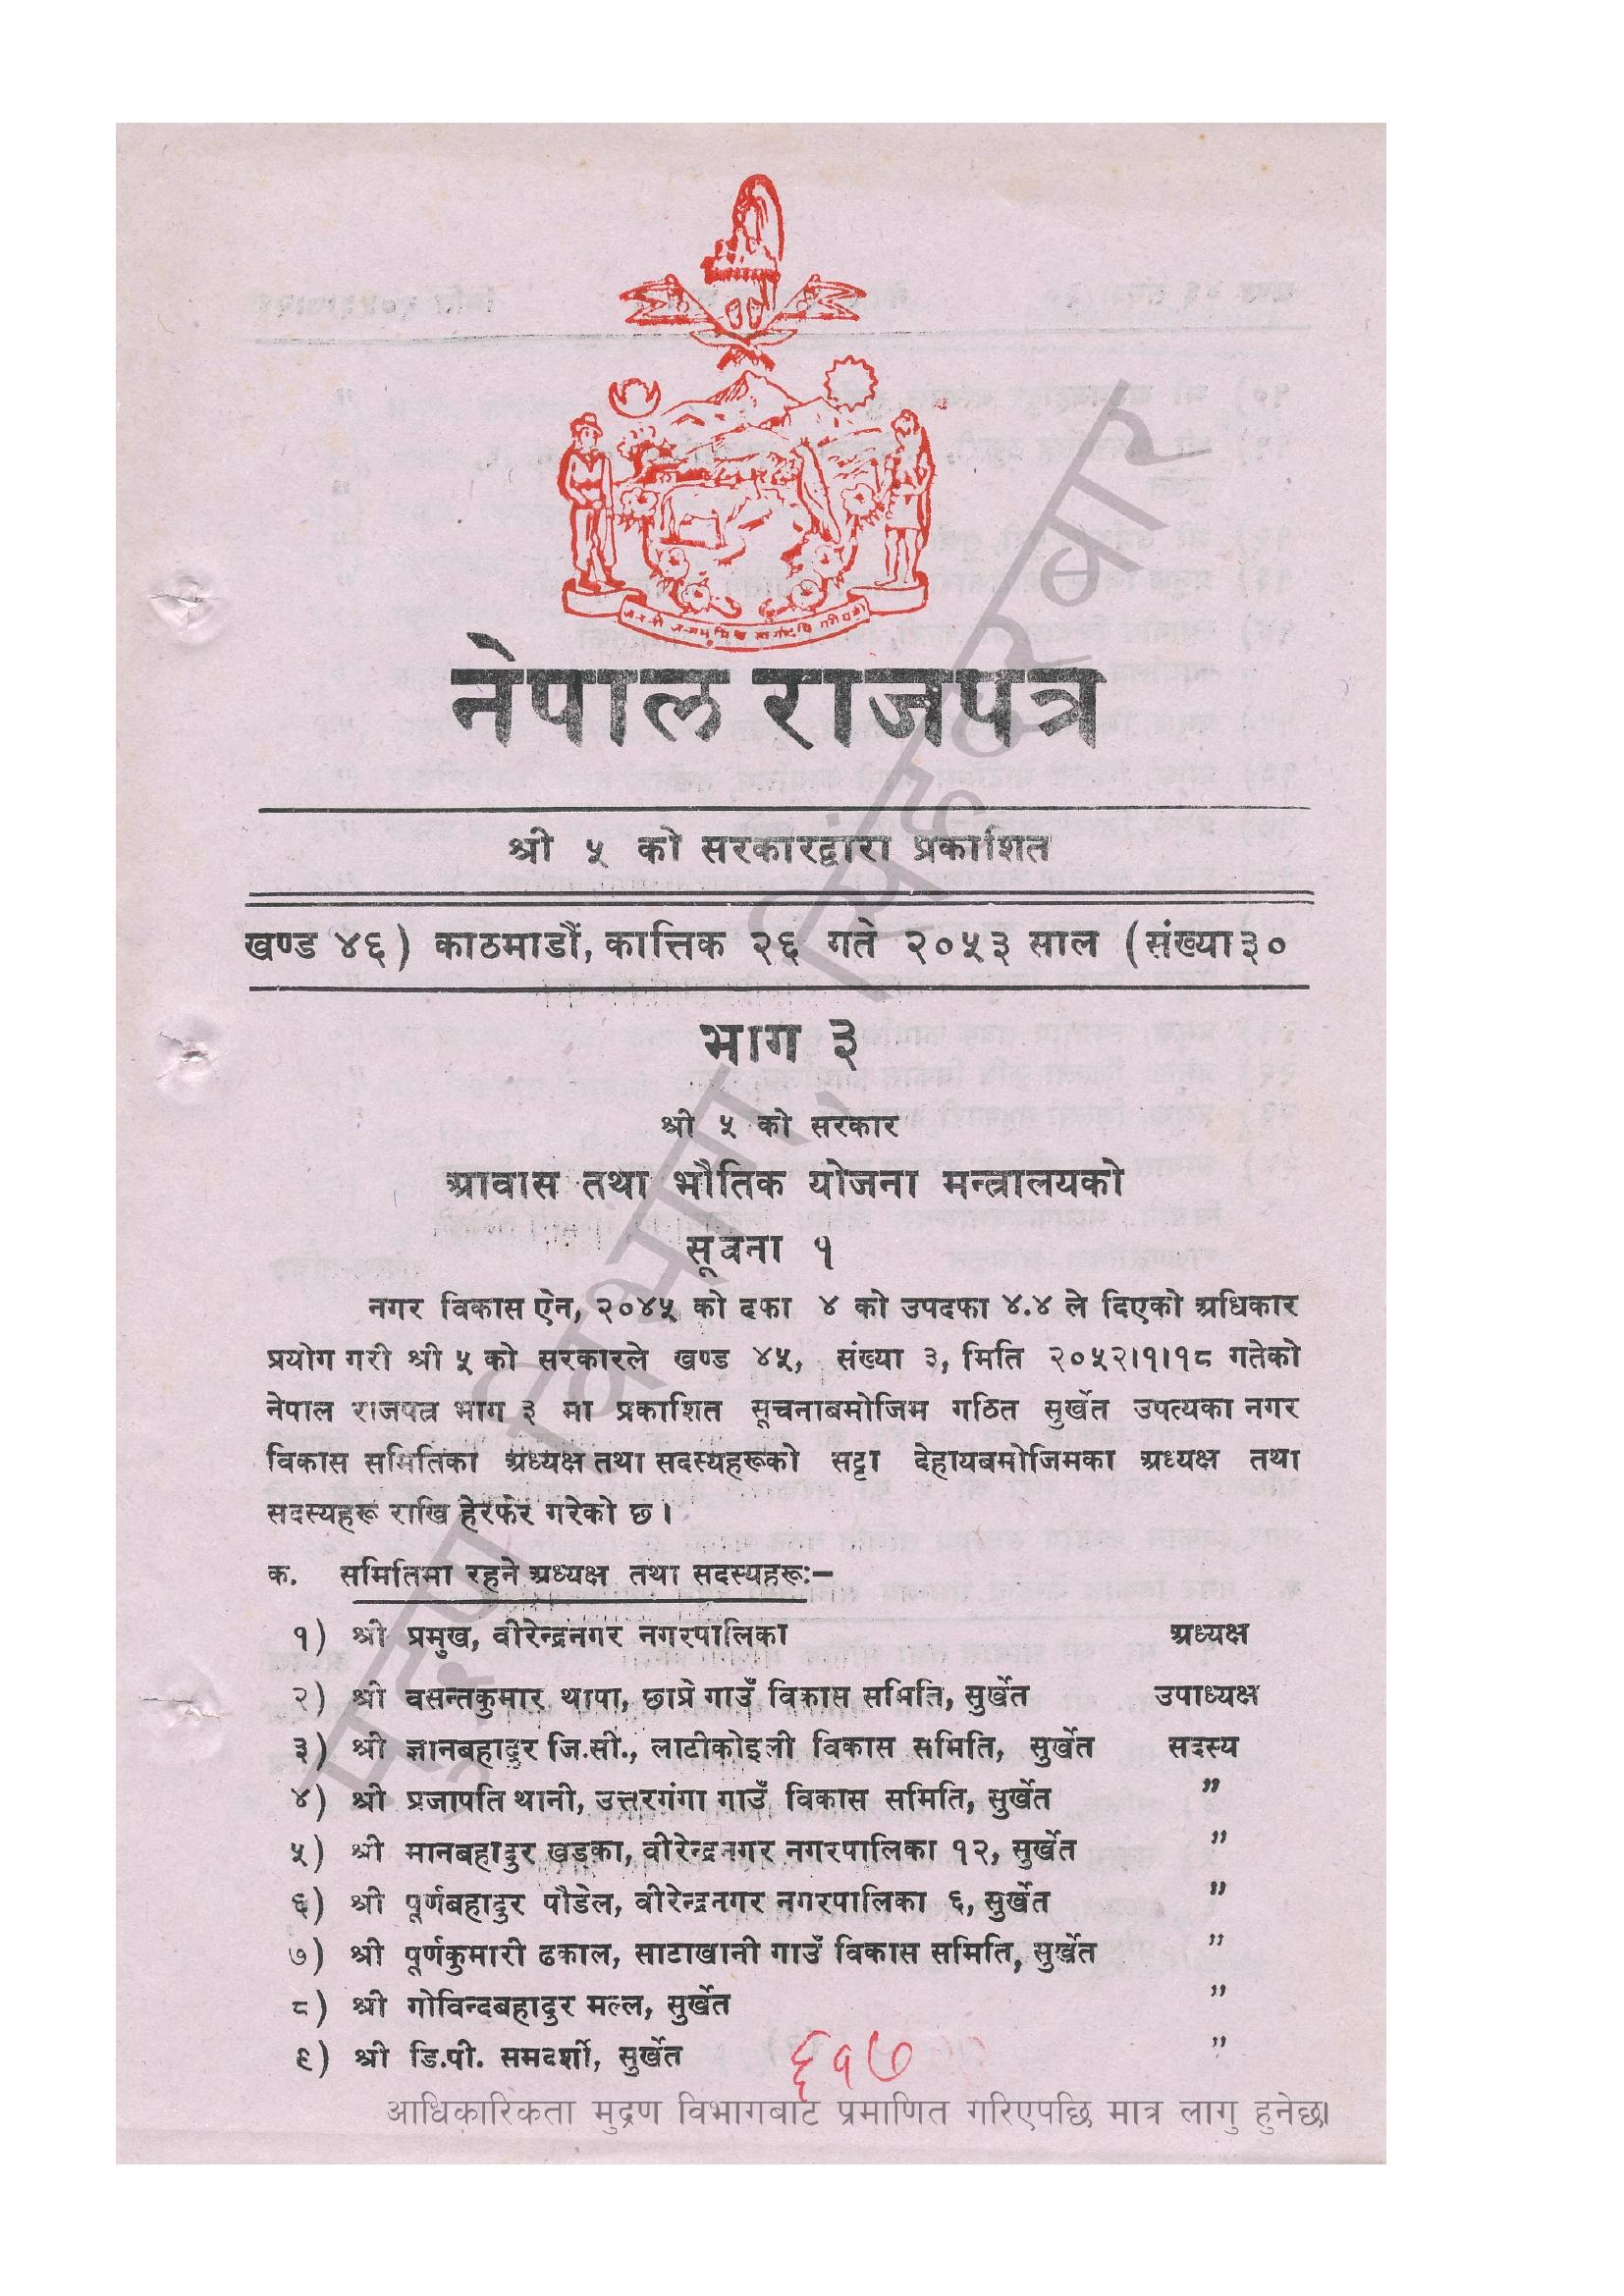 नेपाल राजपत्र
श्री ५ को सरकारद्वारा प्रकाशित
खण्ड ४६) काठमाडौं, कात्तिक २६ गते २०५३ साल (संख्या ३०
भाग ३
श्री ५ को सरकार
आवास तथा भौतिक योजना मन्त्रालयको
सूचना १
नगर विकास ऐन, २०४५ को दफा ४ को उपदफा ४.४ ले दिएको अधिकार
प्रयोग गरी श्री ५ को सरकारले खण्ड ४५, संख्या ३, मिति २०५२।१।१८ गतेको
नेपाल राजपत्र भाग ३ मा प्रकाशित सूचनाबमोजिम गठित सुर्खेत उपत्यका नगर
विकास समितिका अध्यक्ष तथा सदस्यहरूको सट्टा देहायबमोजिमका अध्यक्ष तथा
सदस्यहरू राखि हेरफेर गरेको छ ।
क. समितिमा रहने अध्यक्ष तथा सदस्यहरू:–
१) श्री प्रमुख, वीरेन्द्रनगर नगरपालिका अध्यक्ष
२) श्री वसन्तकुमार थापा, छाप्रे गाउँ विकास समिति, सुर्खेत उपाध्यक्ष
३) श्री ज्ञानबहादुर जि.सी., लाटीकोइली विकास समिति, सुर्खेत सदस्य
४) श्री प्रजापति थानी, उत्तरगंगा गाउँ विकास समिति, सुर्खेत ”
५) श्री मानबहादुर खड्का, वीरेन्द्रनगर नगरपालिका १२, सुर्खेत ”
६) श्री पूर्णबहादुर पौडेल, वीरेन्द्रनगर नगरपालिका ६, सुर्खेत ”
७) श्री पूर्णकुमारी ढकाल, साटाखानी गाउँ विकास समिति, सुर्खेत ”
८) श्री गोविन्दबहादुर मल्ल, सुर्खेत ”
९) श्री डि.पी. समदर्शी, सुर्खेत ”
६१७
आधिकारिकता मुद्रण विभागबाट प्रमाणित गरिएपछि मात्र लागु हुनेछ।
मुद्रण विभाग, सिंहदरबार